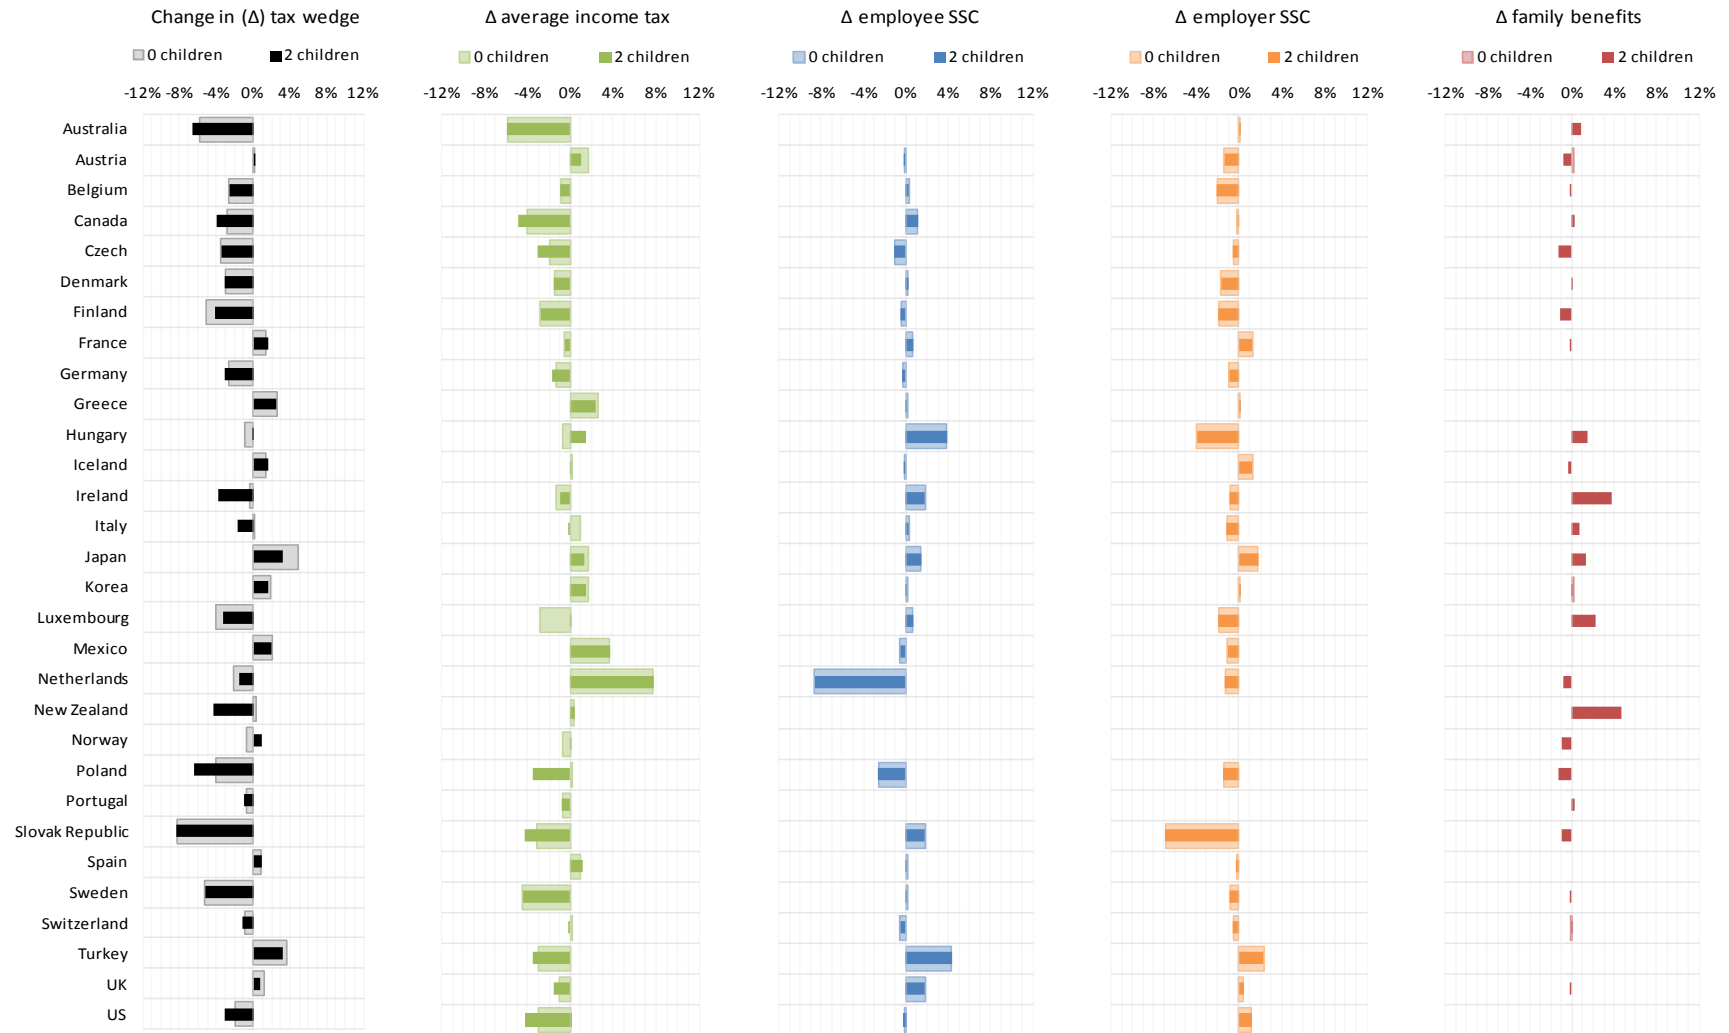 Change in (Δ) tax wedge Δ average income tax Δ employee SSC Δ employer SSC Δ family benefits
0 children 2 children 0 children 2 children 0 children 2 children 0 children 2 children 0 children 2 children
-12% -8% -4% 0% 4% 8% 12% -12% -8% -4% 0% 4% 8% 12% -12% -8% -4% 0% 4% 8% 12% -12% -8% -4% 0% 4% 8% 12% -12% -8% -4% 0% 4% 8% 12%
Australia
Austria
Belgium
Canada
Czech
Denmark
Finland
France
Germany
Greece
Hungary
Iceland
Ireland
Italy
Japan
Korea
Luxembourg
Mexico
Netherlands
New Zealand
Norway
Poland
Portugal
Slovak Republic
Spain
Sweden
Switzerland
Turkey
UK
US